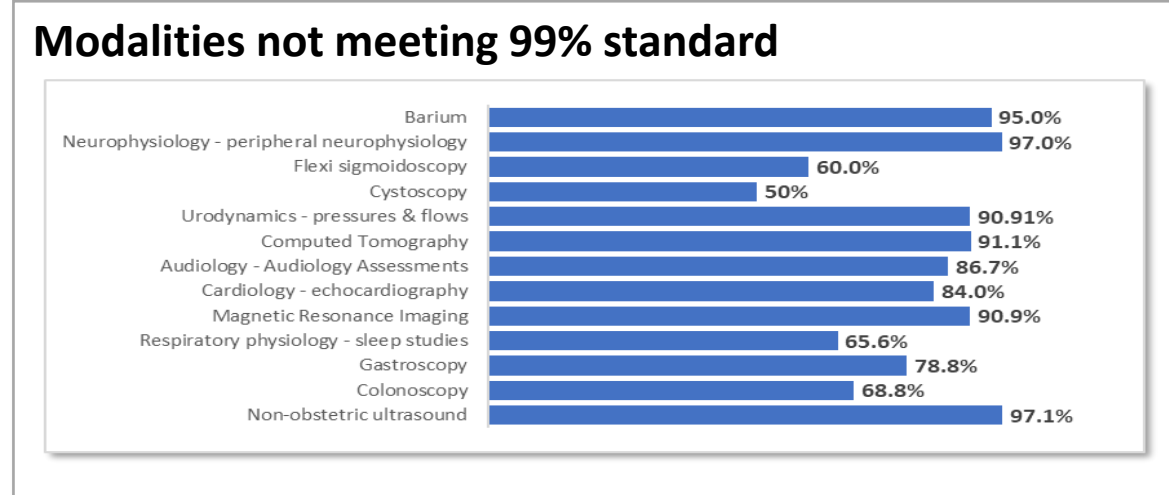 Modalities not meeting 99% standard
Barium 95.0%
Neurophysiology - peripheral neurophysiology 97.0%
Flexi sigmoidoscopy 60.0%
Cystoscopy 50%
Urodynamics - pressures & flows 90.91%
Computed Tomography 91.1%
Audiology - Audiology Assessments 86.7%
Cardiology - echocardiography 84.0%
Magnetic Resonance Imaging 90.9%
Respiratory physiology - sleep studies 65.6%
Gastroscopy 78.8%
Colonoscopy 68.8%
Non-obstetric ultrasound 97.1%